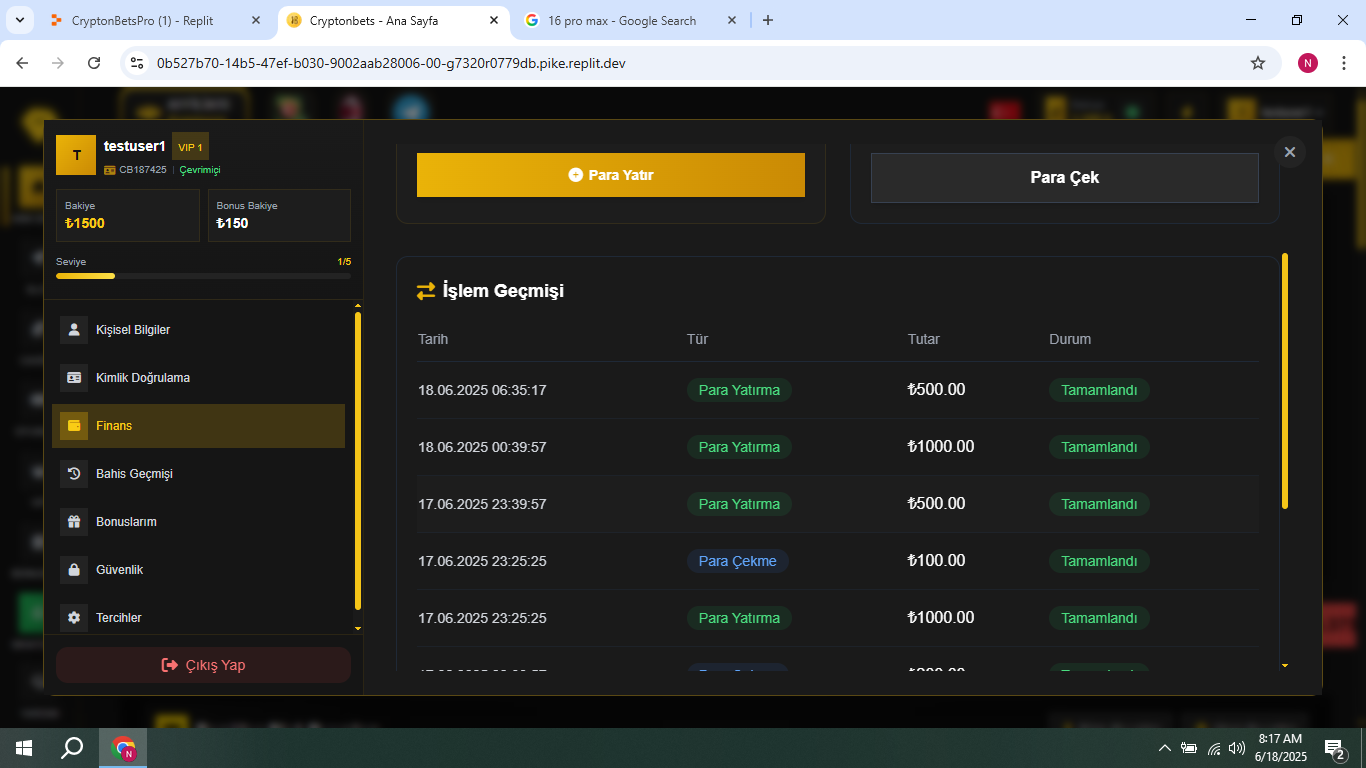 CryptonBetsPro (1) - Replit
Cryptonbets - Ana Sayfa
16 pro max - Google Search
0b527b70-14b5-47ef-b030-9002aab28006-00-g7320r0779db.pike.replit.dev
N
T
testuser1
VIP 1
CB187425
Çevrimiçi
Bakiye
₺1500
Bonus Bakiye
₺150
Seviye
1/5
Kişisel Bilgiler
Kimlik Doğrulama
Finans
Bahis Geçmişi
Bonuslarım
Güvenlik
Tercihler
Çıkış Yap
Para Yatır
Para Çek
İşlem Geçmişi
Tarih Tür Tutar Durum
18.06.2025 06:35:17 Para Yatırma ₺500.00 Tamamlandı
18.06.2025 00:39:57 Para Yatırma ₺1000.00 Tamamlandı
17.06.2025 23:39:57 Para Yatırma ₺500.00 Tamamlandı
17.06.2025 23:25:25 Para Çekme ₺100.00 Tamamlandı
17.06.2025 23:25:25 Para Yatırma ₺1000.00 Tamamlandı
N
8:17 AM
6/18/2025
2